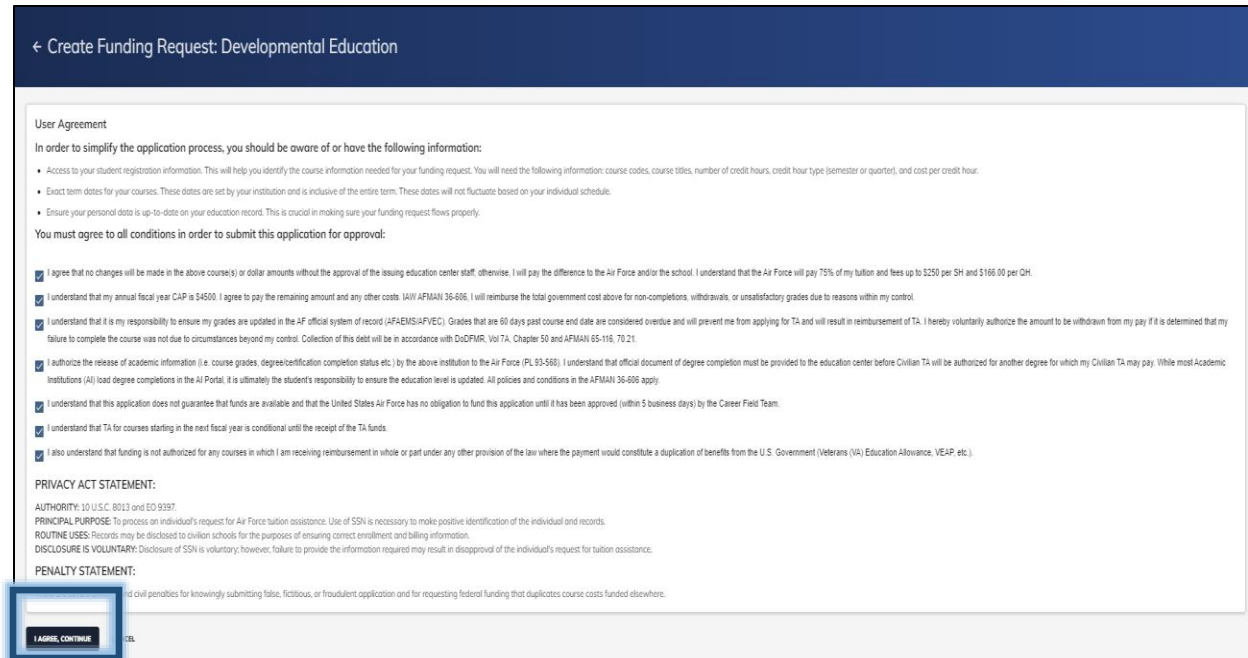 ← Create Funding Request: Developmental Education
User Agreement
In order to simplify the application process, you should be aware of or have the following information:
• Access to your student registration information. This will help you identify the course information needed for your funding request. You will need the following information: course codes, course titles, number of credit hours, credit hour type (semester or quarter), and cost per credit hour.
• Exact term dates for your courses. These dates are set by your institution and is inclusive of the entire term. These dates will not fluctuate based on your individual schedule.
• Ensure your personal data is up-to-date on your education record. This is crucial in making sure your funding request flows properly.
You must agree to all conditions in order to submit this application for approval:
I agree that no changes will be made in the above course(s) or dollar amounts without the approval of the issuing education center staff; otherwise, I will pay the difference to the Air Force and/or the school. I understand that the Air Force will pay 75% of my tuition and fees up to $250 per SH and $166.00 per QH.
I understand that my annual fiscal year CAP is $4500. I agree to pay the remaining amount and any other costs. IAW AFMAN 36-606, I will reimburse the total government cost above for non-completions, withdrawals, or unsatisfactory grades due to reasons within my control.
I understand that it is my responsibility to ensure my grades are updated in the AF official system of record (AFAEMS/AFVEC). Grades that are 60 days past course end date are considered overdue and will prevent me from applying for TA and will result in reimbursement of TA. I hereby voluntarily authorize the amount to be withdrawn from my pay if it is determined that my
failure to complete the course was not due to circumstances beyond my control. Collection of this debt will be in accordance with DoDFMR, Vol 7A, Chapter 50 and AFMAN 65-116, 70.21.
I authorize the release of academic information (i.e. course grades, degree/certification completion status etc.) by the above institution to the Air Force (PL 93-568). I understand that official document of degree completion must be provided to the education center before Civilian TA will be authorized for another degree for which my Civilian TA may pay. While most Academic
Institutions (AI) load degree completions in the AI Portal, it is ultimately the student's responsibility to ensure the education level is updated. All policies and conditions in the AFMAN 36-606 apply.
I understand that this application does not guarantee that funds are available and that the United States Air Force has no obligation to fund this application until it has been approved (within 5 business days) by the Career Field Team.
I understand that TA for courses starting in the next fiscal year is conditional until the receipt of the TA funds.
I also understand that funding is not authorized for any courses in which I am receiving reimbursement in whole or part under any other provision of the law where the payment would constitute a duplication of benefits from the U.S. Government (Veterans (VA) Education Allowance, VEAP, etc.).
PRIVACY ACT STATEMENT:
AUTHORITY: 10 U.S.C. 8013 and EO 9397.
PRINCIPAL PURPOSE: To process an individual's request for Air Force tuition assistance. Use of SSN is necessary to make positive identification of the individual and records.
ROUTINE USES: Records may be disclosed to civilian schools for the purposes of ensuring correct enrollment and billing information.
DISCLOSURE IS VOLUNTARY: Disclosure of SSN is voluntary; however, failure to provide the information required may result in disapproval of the individual's request for tuition assistance.
PENALTY STATEMENT:
civil penalties for knowingly submitting false, fictitious, or fraudulent application and for requesting federal funding that duplicates course costs funded elsewhere.
I AGREE, CONTINUE